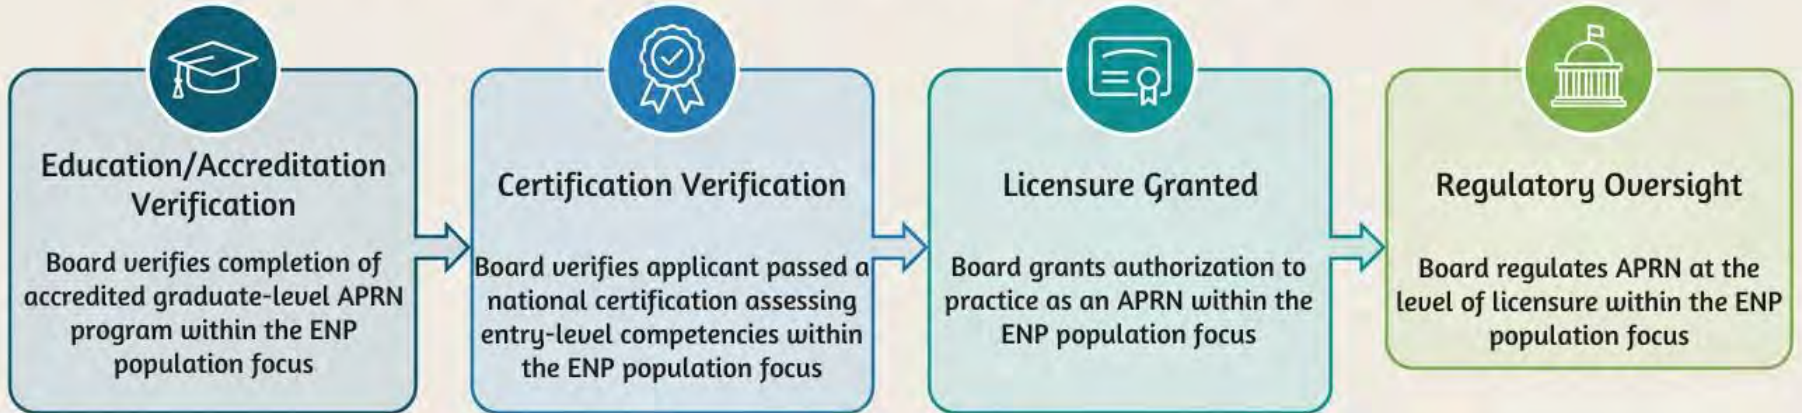 Education/Accreditation
Verification
Board verifies completion of
accredited graduate-level APRN
program within the ENP
population focus
Certification Verification
Board verifies applicant passed a
national certification assessing
entry-level competencies within
the ENP population focus
Licensure Granted
Board grants authorization to
practice as an APRN within the
ENP population focus
Regulatory Oversight
Board regulates APRN at the
level of licensure within the ENP
population focus